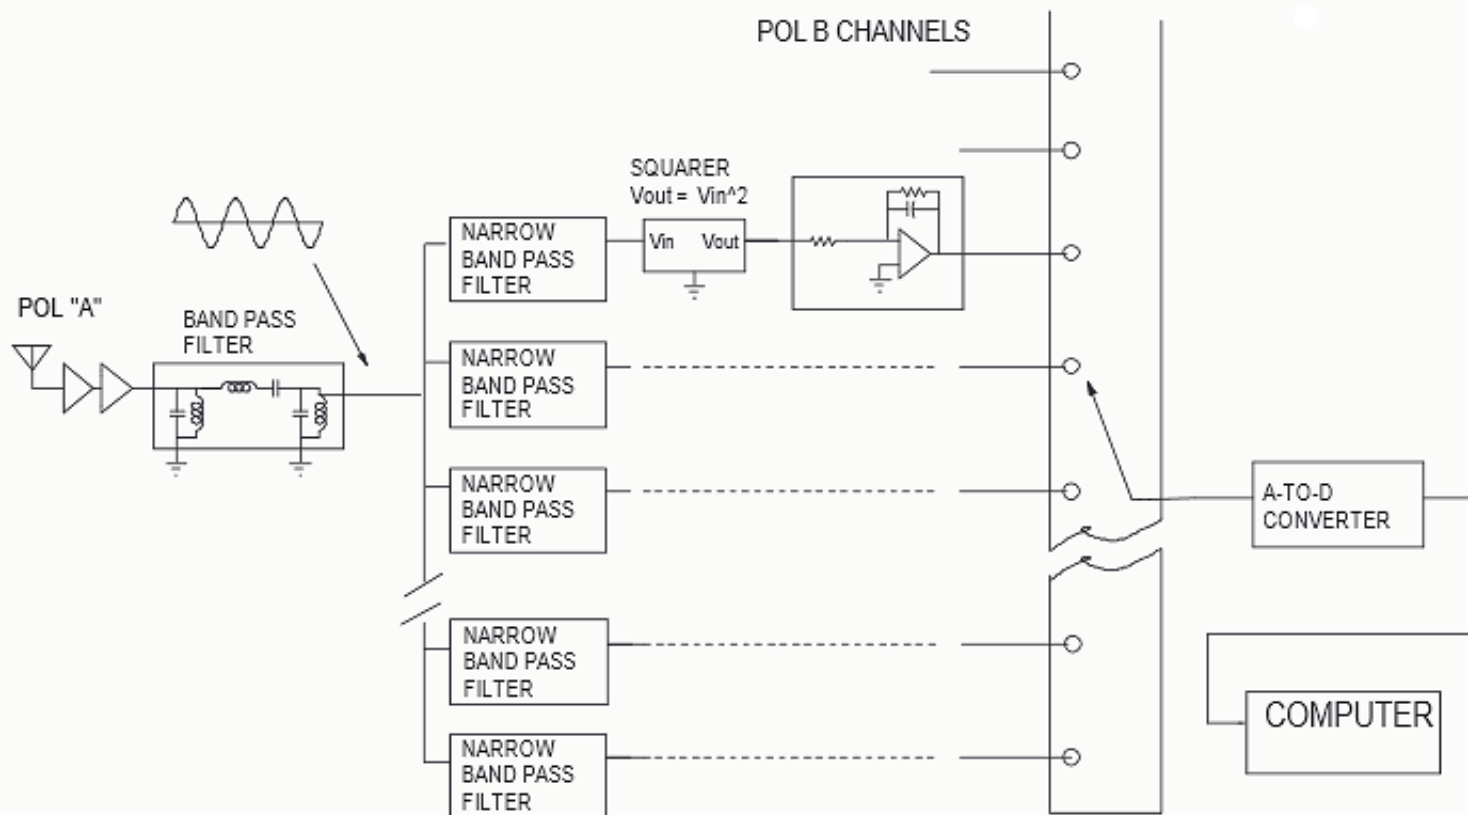 POL B CHANNELS
SQUARER
Vout = Vin^2
NARROW
BAND PASS
FILTER
Vin Vout
POL "A"
BAND PASS
FILTER
NARROW
BAND PASS
FILTER
NARROW
BAND PASS
FILTER
A-TO-D
CONVERTER
NARROW
BAND PASS
FILTER
COMPUTER
NARROW
BAND PASS
FILTER